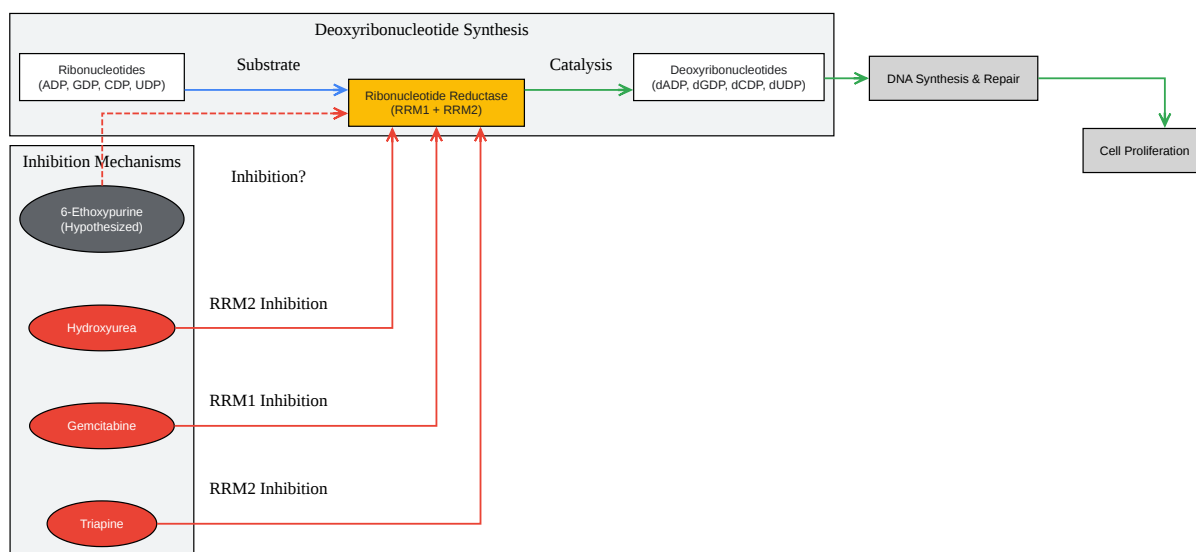 Deoxyribonucleotide Synthesis
Ribonucleotides
(ADP, GDP, CDP, UDP)
Substrate
Ribonucleotide Reductase
(RRM1 + RRM2)
Catalysis
Deoxyribonucleotides
(dADP, dGDP, dCDP, dUDP)
DNA Synthesis & Repair
Cell Proliferation
Inhibition Mechanisms
6-Ethoxypurine
(Hypothesized)
Inhibition?
Hydroxyurea
RRM2 Inhibition
Gemcitabine
RRM1 Inhibition
Triapine
RRM2 Inhibition